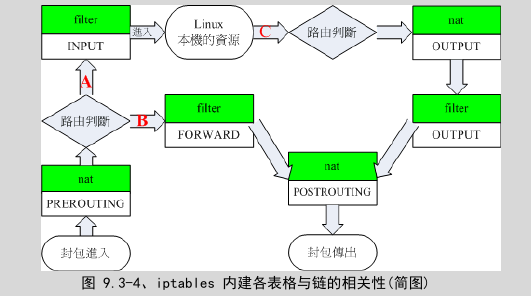 filter
INPUT
進入
Linux
本機的資源
C
路由判斷
nat
OUTPUT
A
路由判斷
B
filter
FORWARD
filter
OUTPUT
nat
PREROUTING
nat
POSTROUTING
封包進入
封包傳出
图 9.3-4、iptables 内建各表格与链的相关性(简图)